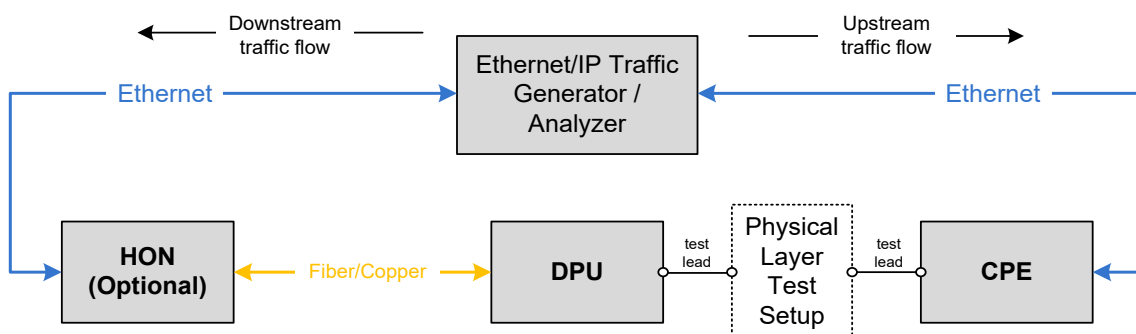 Downstream
traffic flow
Upstream
traffic flow
Ethernet/IP Traffic
Generator /
Analyzer
Ethernet
Ethernet
HON
(Optional)
Fiber/Copper
DPU
test
lead
Physical
Layer
Test
Setup
test
lead
CPE